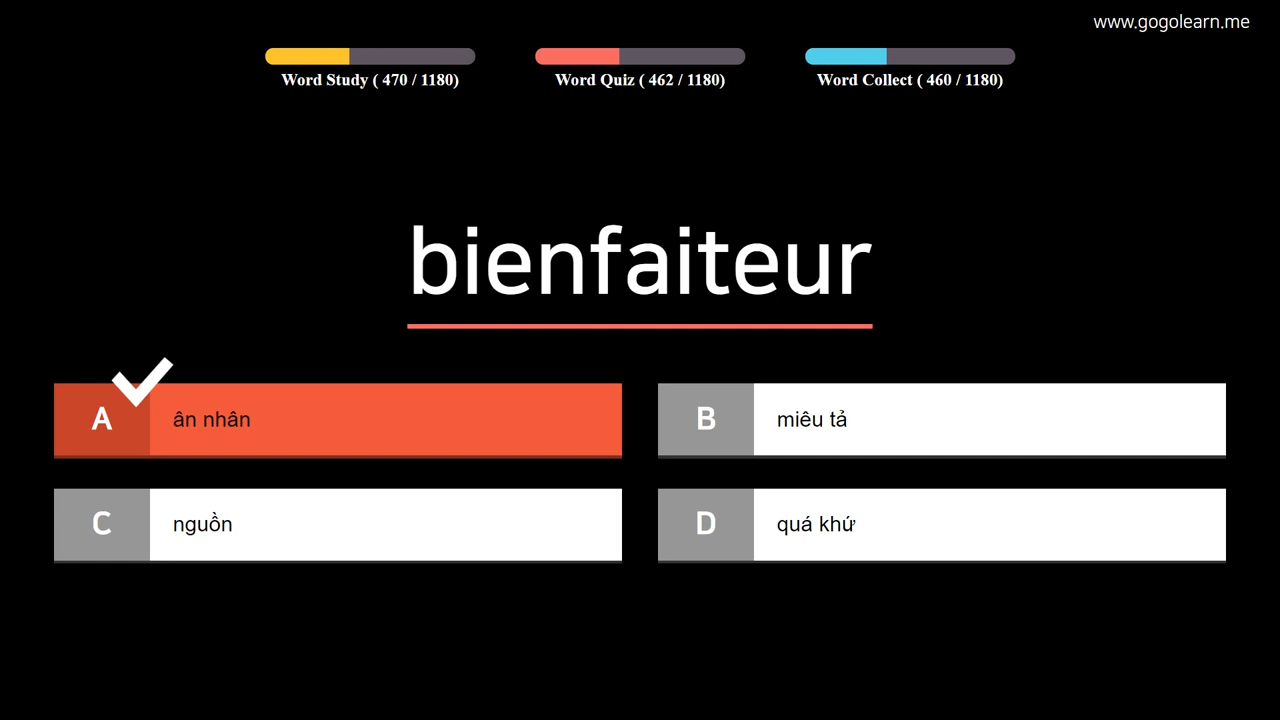 www.gogolearn.me
Word Study ( 470 / 1180)
Word Quiz ( 462 / 1180)
Word Collect ( 460 / 1180)
bienfaiteur
A ân nhân
B miêu tả
C nguồn
D quá khứ